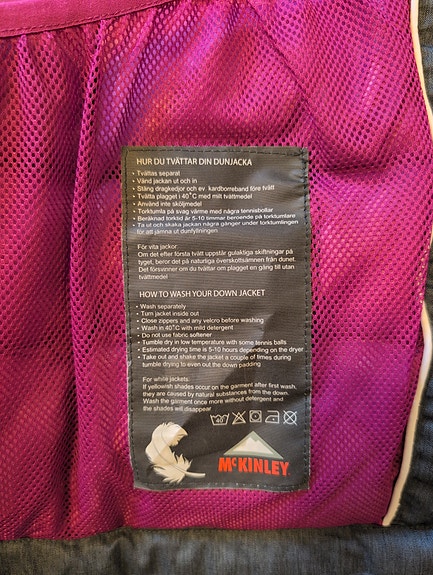 HUR DU TVÄTTAR DIN DUNJACKA
• Tvättas separat
• Vänd jackan ut och in
• Stäng dragkedjor och ev. kardborreband före tvätt
• Tvätta plagget i 40°C med milt tvättmedel
• Använd inte sköljmedel
• Torktumla på svag värme med några tennisbollar
• Beräknad torktid är 5-10 timmar beroende på torktumlare
• Ta ut och skaka jackan några gånger under torktumlingen
för att jämna ut dunfyllningen
För vita jackor:
Om det efter första tvätt uppstår gulaktiga skiftningar på
tyget, beror det på naturliga överskottsämnen från dunet.
Det försvinner om du tvättar om plagget en gång till utan
tvättmedel
HOW TO WASH YOUR DOWN JACKET
• Wash separately
• Turn jacket inside out
• Close zippers and any velcro before washing
• Wash in 40°C with mild detergent
• Do not use fabric softener
• Tumble dry in low temperature with some tennis balls
• Estimated drying time is 5-10 hours depending on the dryer
• Take out and shake the jacket a couple of times during
tumble drying to even out the down padding
For while jackets:
If yellowish shades occur on the garment after first wash,
they are caused by natural substances from the down.
Wash the garment once more without detergent and
the shades will disappear
40
McKINLEY